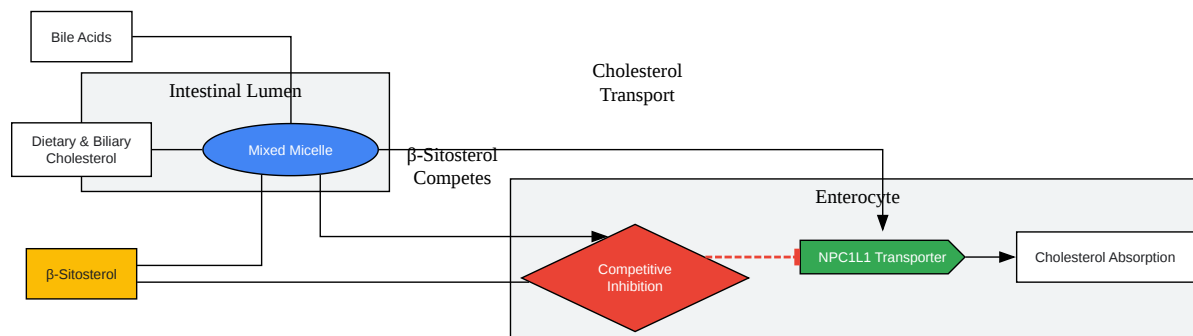 Bile Acids
Intestinal Lumen
Cholesterol
Transport
Dietary & Biliary
Cholesterol
Mixed Micelle
β-Sitosterol
Competes
Enterocyte
β-Sitosterol
Competitive
Inhibition
NPC1L1 Transporter
Cholesterol Absorption